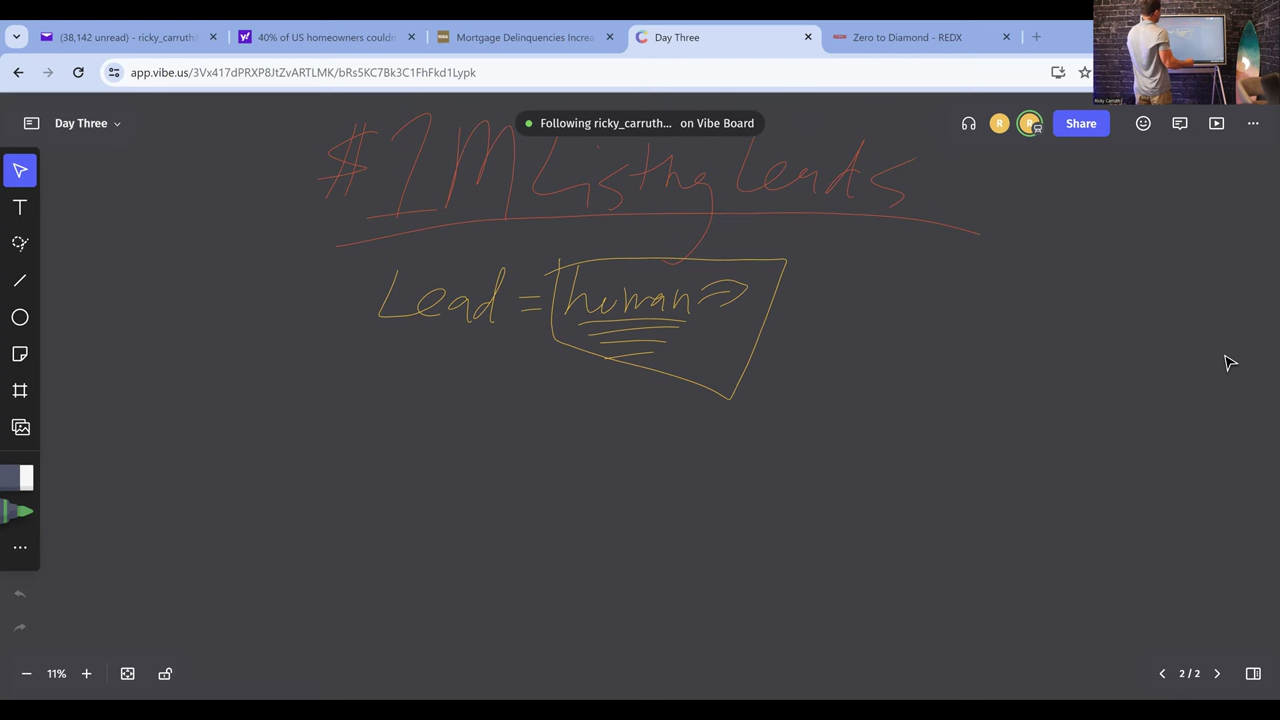 (38,142 unread) - ricky_carruth
40% of US homeowners could
Mortgage Delinquencies Increa
Day Three
Zero to Diamond - REDX
app.vibe.us/3Vx417dPRXP8JtZvARTLMK/bRs5KC7Bk3C1FhFkd1Lypk
Ricky Carruth
Day Three
Following ricky_carruth... on Vibe Board
R
R
Share
$1M Listing Leads
Lead = human =>
T
11%
2 / 2